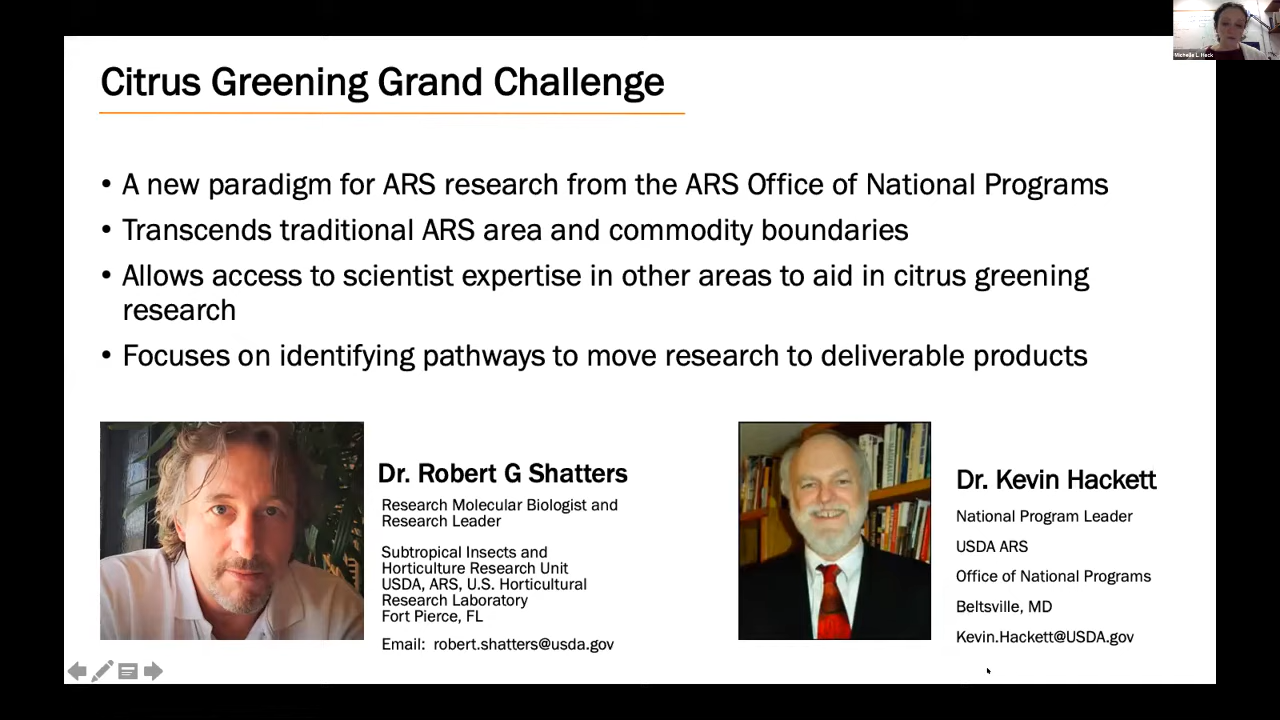 Citrus Greening Grand Challenge
• A new paradigm for ARS research from the ARS Office of National Programs
• Transcends traditional ARS area and commodity boundaries
• Allows access to scientist expertise in other areas to aid in citrus greening
research
• Focuses on identifying pathways to move research to deliverable products
Dr. Robert G Shatters
Research Molecular Biologist and
Research Leader
Subtropical Insects and
Horticulture Research Unit
USDA, ARS, U.S. Horticultural
Research Laboratory
Fort Pierce, FL
Email: robert.shatters@usda.gov
Dr. Kevin Hackett
National Program Leader
USDA ARS
Office of National Programs
Beltsville, MD
Kevin.Hackett@USDA.gov
Michelle L. Heck